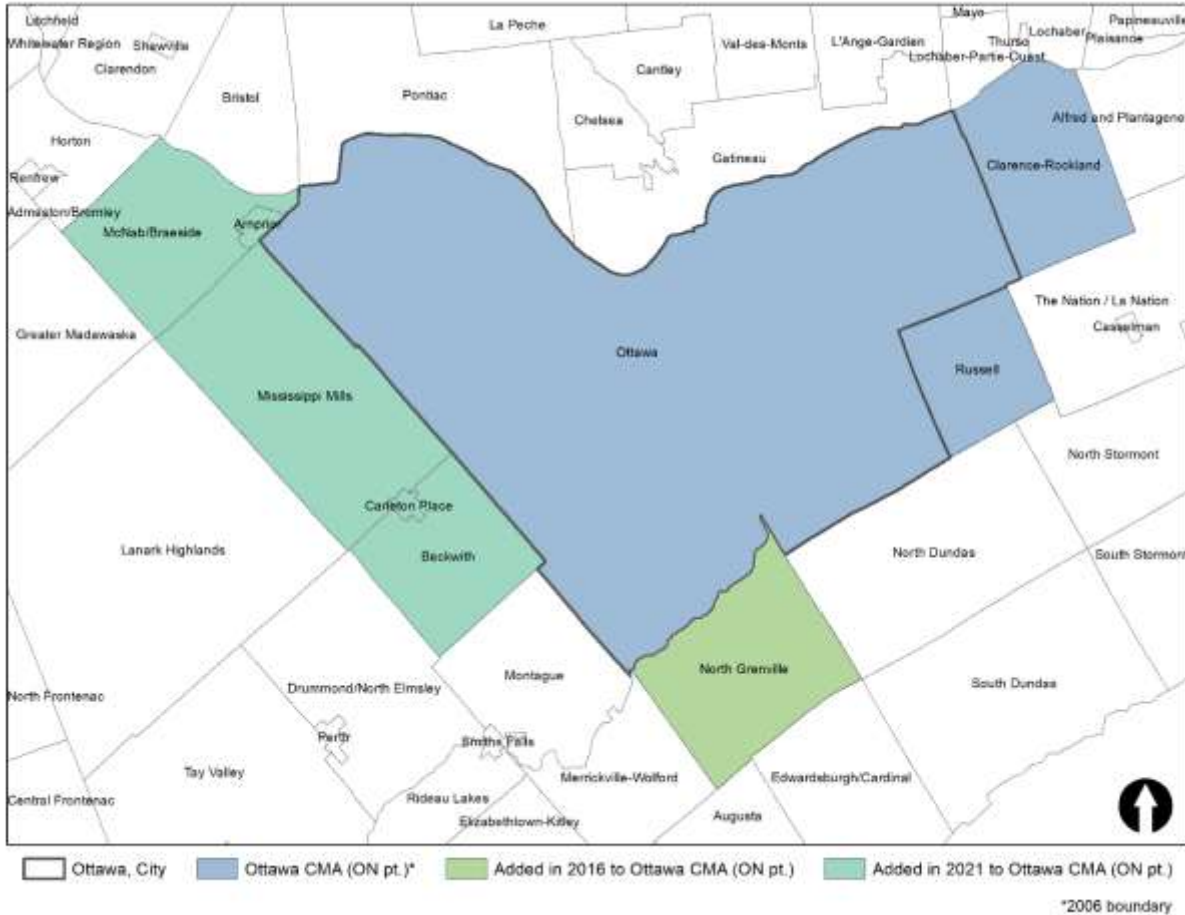 La Peche
Mayo
Papineauville
Litchfield
Lochaber
Whitewater Region
Shawville
Val-des-Monts
L'Ange-Gardien
Thurso
Plaisance
Clarendon
Cantley
Lochaber-Partie-Ouest
Bristol
Pontiac
Chelsea
Alfred and Plantagene
Horton
Gatineau
Clarence-Rockland
Renfrew
Admaston/Bromley
McNab/Braeside
Arnprior
The Nation / La Nation
Casselman
Greater Madawaska
Ottawa
Russell
Mississippi Mills
North Stormont
Carleton Place
Lanark Highlands
Beckwith
North Dundas
South Stormont
North Grenville
Montague
South Dundas
North Frontenac
Drummond/North Elmsley
Perth
Smiths Falls
Tay Valley
Merrickville-Wolford
Edwardsburgh/Cardinal
Central Frontenac
Rideau Lakes
Augusta
Elizabethtown-Kitley
Ottawa, City
Ottawa CMA (ON pt.)*
Added in 2016 to Ottawa CMA (ON pt.)
Added in 2021 to Ottawa CMA (ON pt.)
*2006 boundary